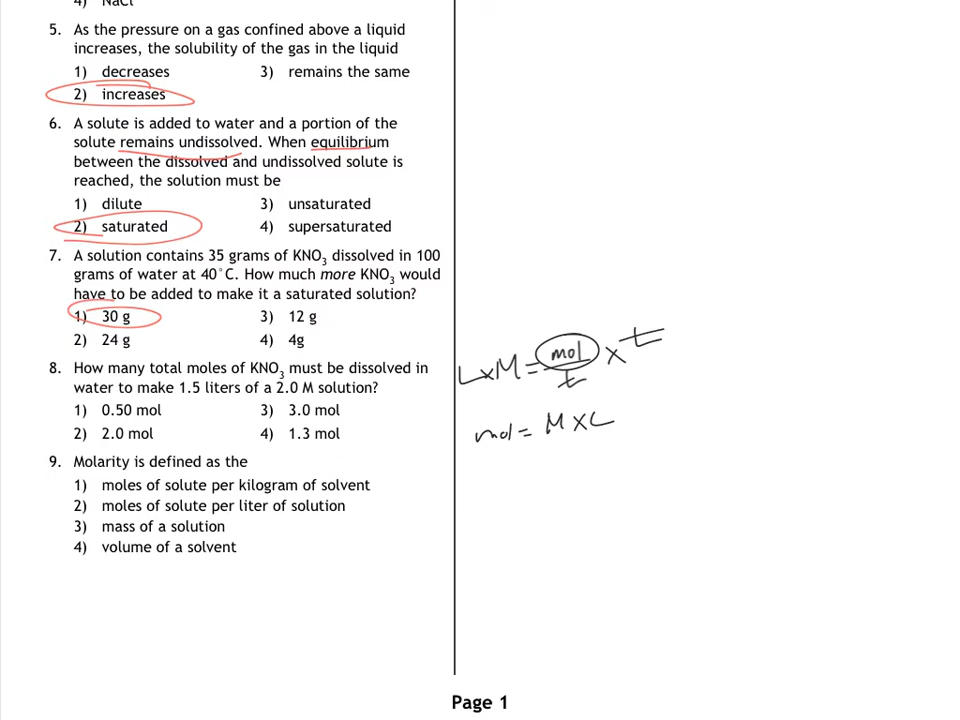 4) NaCl
5. As the pressure on a gas confined above a liquid
increases, the solubility of the gas in the liquid
1) decreases 3) remains the same
2) increases
6. A solute is added to water and a portion of the
solute remains undissolved. When equilibrium
between the dissolved and undissolved solute is
reached, the solution must be
1) dilute 3) unsaturated
2) saturated 4) supersaturated
7. A solution contains 35 grams of KNO₃ dissolved in 100
grams of water at 40°C. How much more KNO₃ would
have to be added to make it a saturated solution?
1) 30 g 3) 12 g
2) 24 g 4) 4g
8. How many total moles of KNO₃ must be dissolved in
water to make 1.5 liters of a 2.0 M solution?
1) 0.50 mol 3) 3.0 mol
2) 2.0 mol 4) 1.3 mol
9. Molarity is defined as the
1) moles of solute per kilogram of solvent
2) moles of solute per liter of solution
3) mass of a solution
4) volume of a solvent
L x M = mol/L x L
mol = M x L
Page 1